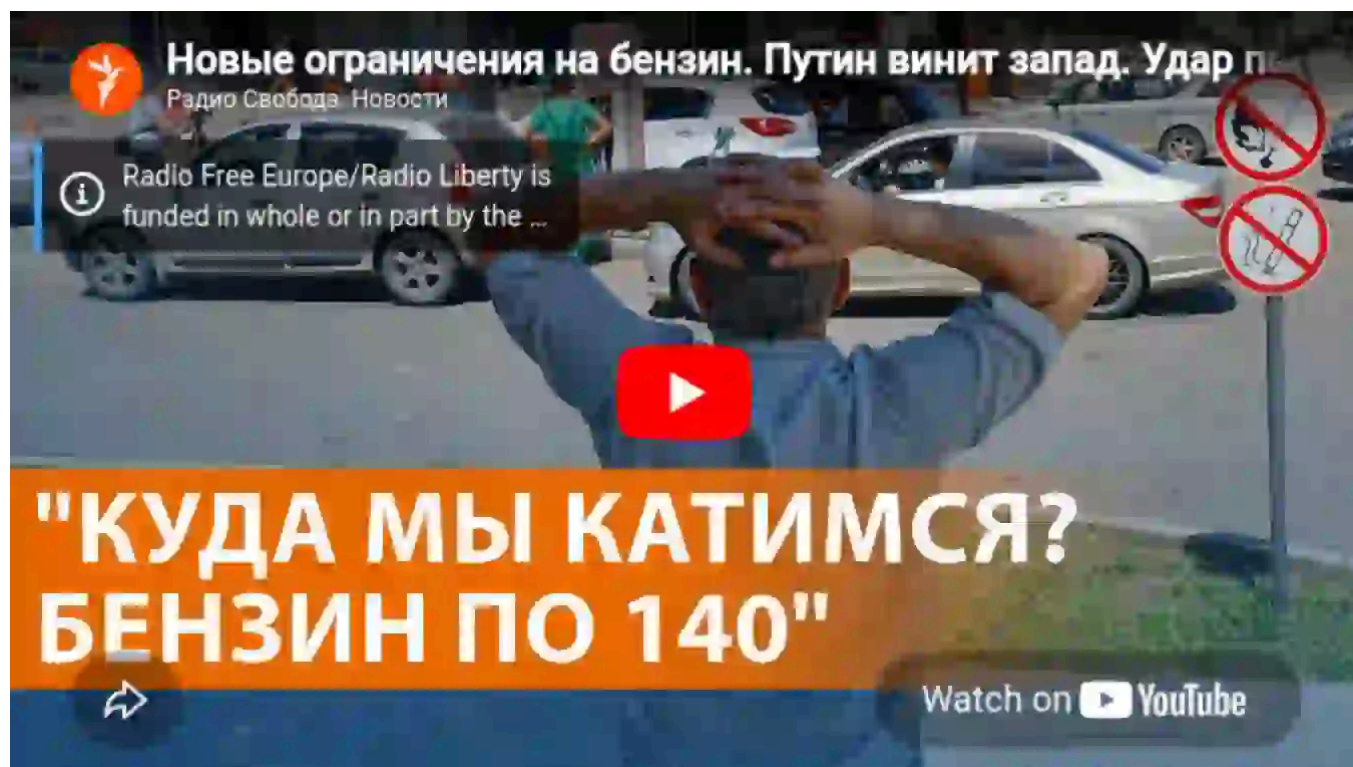 Новые ограничения на бензин. Путин винит запад. Удар
Радио Свобода. Новости
Radio Free Europe/Radio Liberty is
funded in whole or in part by the ...
"КУДА МЫ КАТИМСЯ?
БЕНЗИН ПО 140"
Watch on YouTube